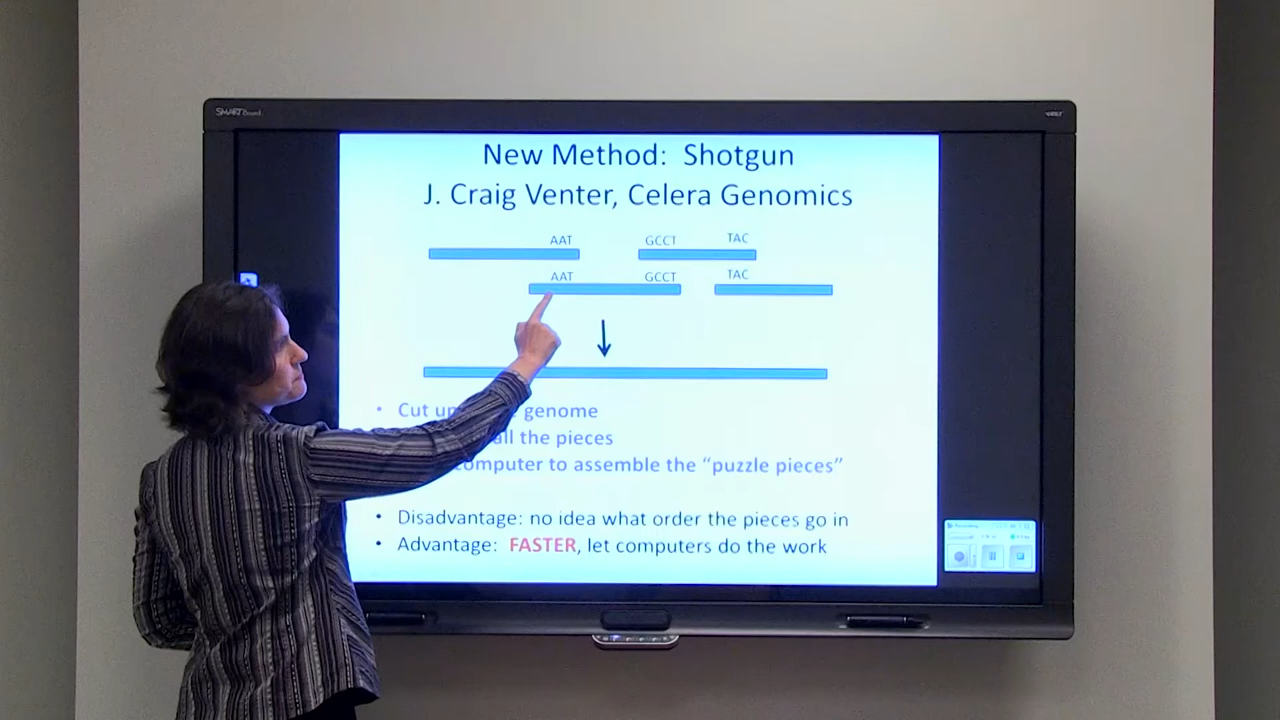 SMART Board
New Method: Shotgun
J. Craig Venter, Celera Genomics
AAT GCCT TAC
AAT GCCT TAC
• Cut up genome
all the pieces
computer to assemble the “puzzle pieces”
• Disadvantage: no idea what order the pieces go in
• Advantage: FASTER, let computers do the work